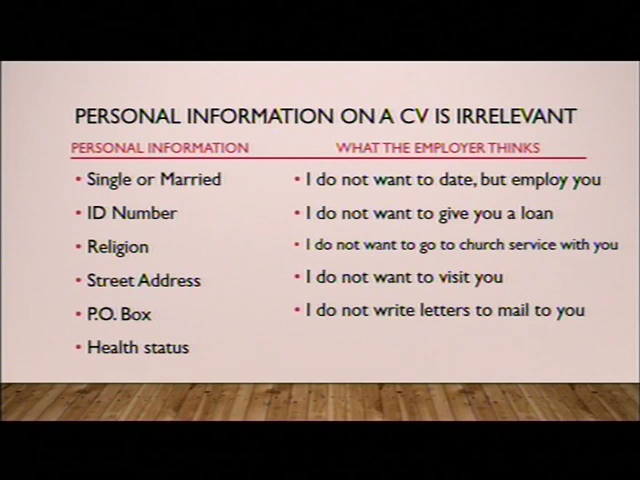 PERSONAL INFORMATION ON A CV IS IRRELEVANT
PERSONAL INFORMATION
• Single or Married
• ID Number
• Religion
• Street Address
• P.O. Box
• Health status
WHAT THE EMPLOYER THINKS
• I do not want to date, but employ you
• I do not want to give you a loan
• I do not want to go to church service with you
• I do not want to visit you
• I do not write letters to mail to you